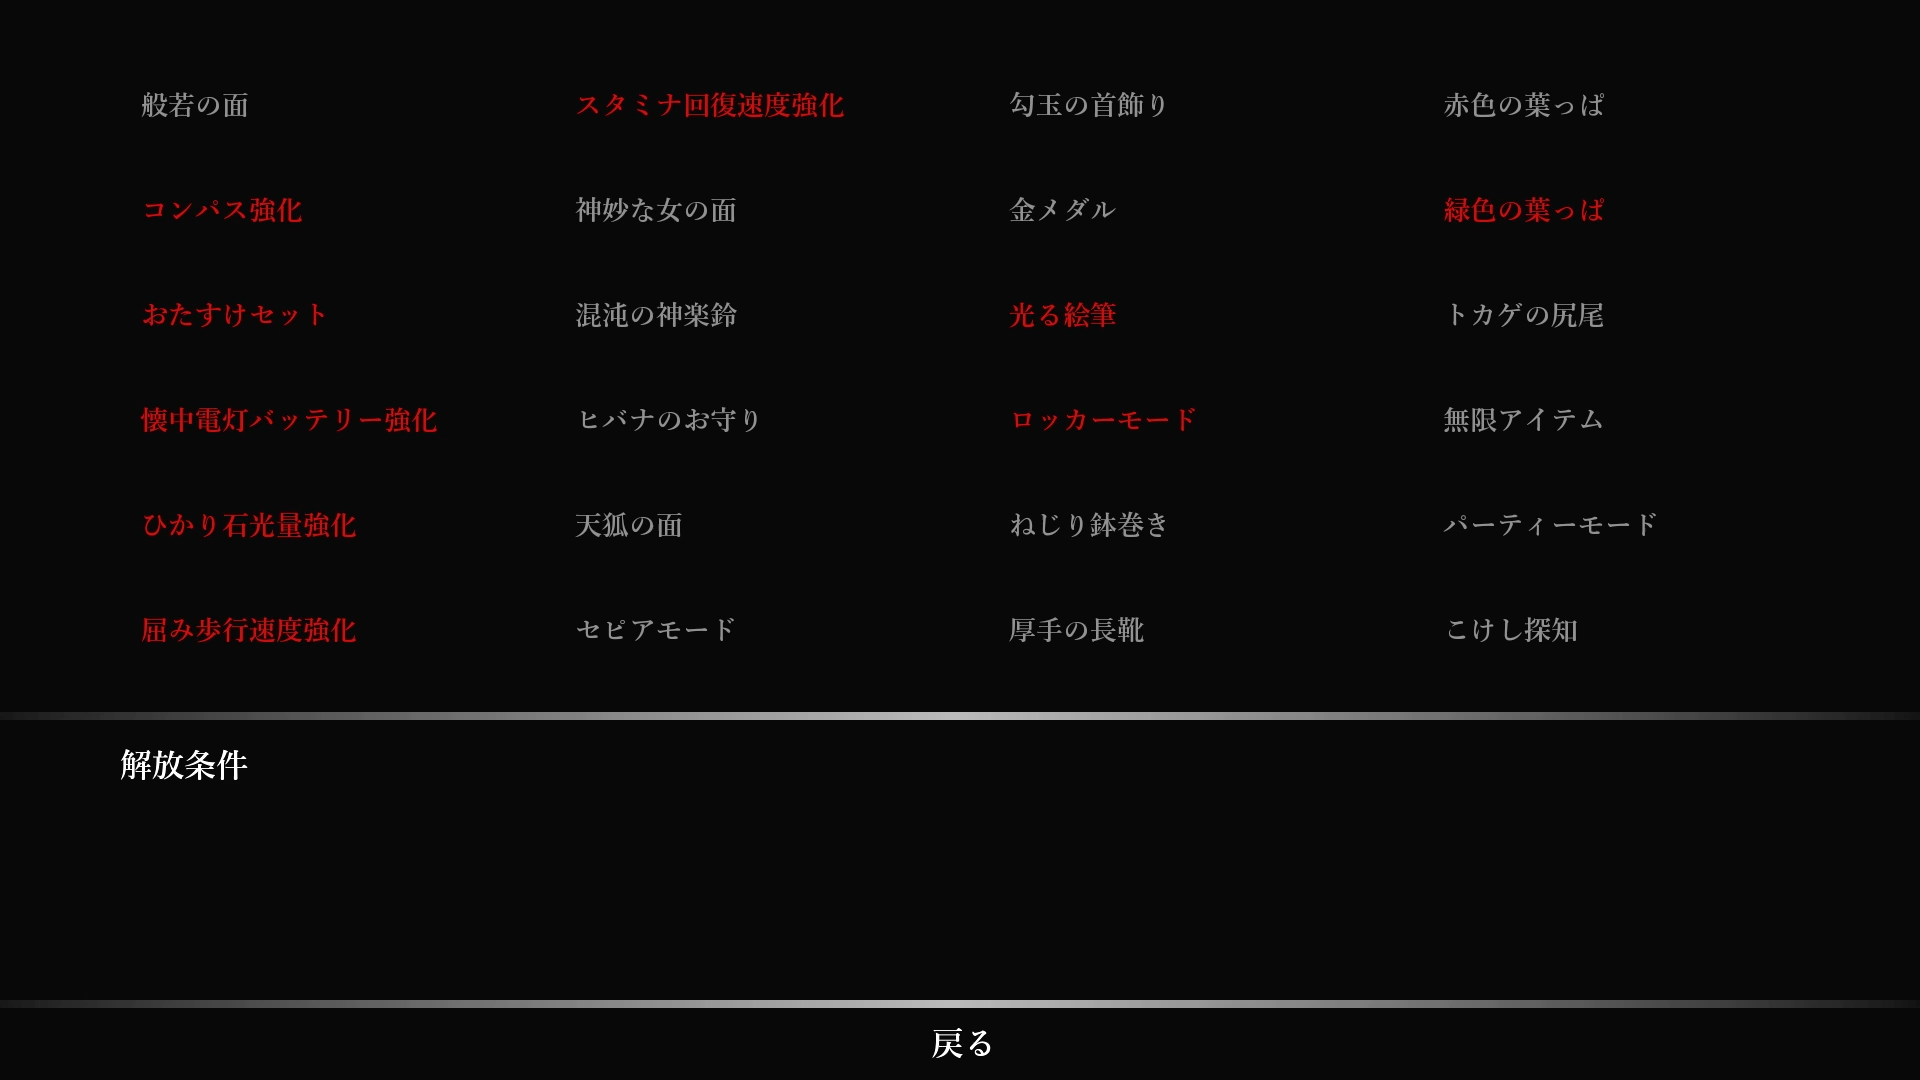 般若の面
スタミナ回復速度強化
勾玉の首飾り
赤色の葉っぱ
コンパス強化
神妙な女の面
金メダル
緑色の葉っぱ
おたすけセット
混沌の神楽鈴
光る絵筆
トカゲの尻尾
懐中電灯バッテリー強化
ヒバナのお守り
ロッカーモード
無限アイテム
ひかり石光量強化
天狐の面
ねじり鉢巻き
パーティーモード
屈み歩行速度強化
セピアモード
厚手の長靴
こけし探知
解放条件
戻る